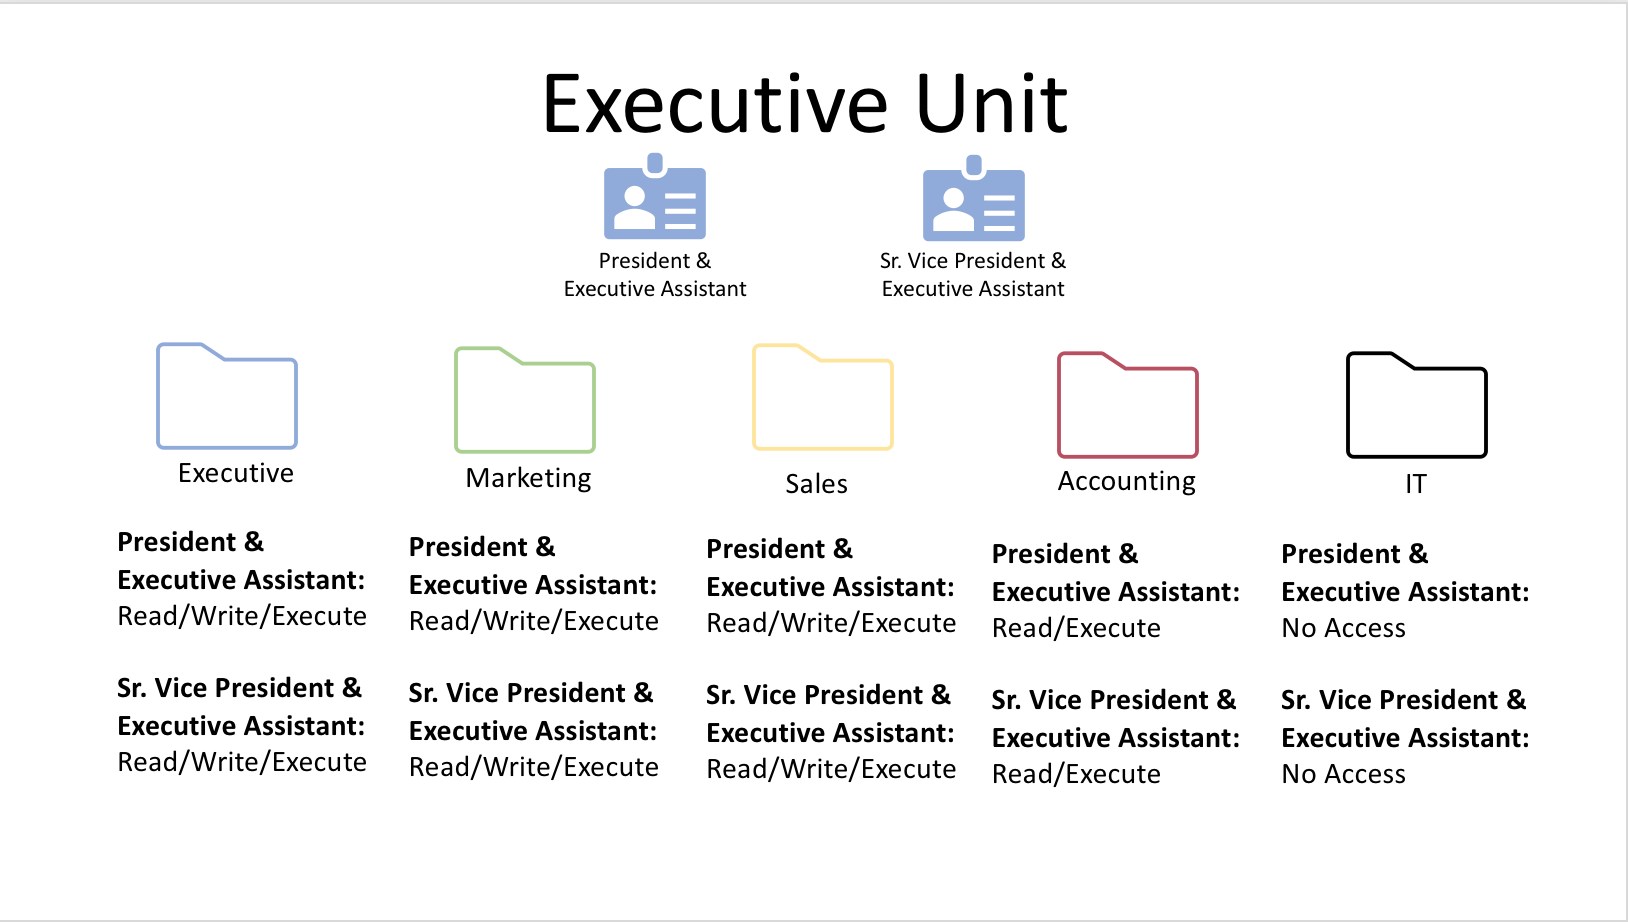 Executive Unit
President &
Executive Assistant
Sr. Vice President &
Executive Assistant
Executive
Marketing
Sales
Accounting
IT
President &
Executive Assistant:
Read/Write/Execute
Sr. Vice President &
Executive Assistant:
Read/Write/Execute
President &
Executive Assistant:
Read/Write/Execute
Sr. Vice President &
Executive Assistant:
Read/Write/Execute
President &
Executive Assistant:
Read/Write/Execute
Sr. Vice President &
Executive Assistant:
Read/Write/Execute
President &
Executive Assistant:
Read/Execute
Sr. Vice President &
Executive Assistant:
Read/Execute
President &
Executive Assistant:
No Access
Sr. Vice President &
Executive Assistant:
No Access